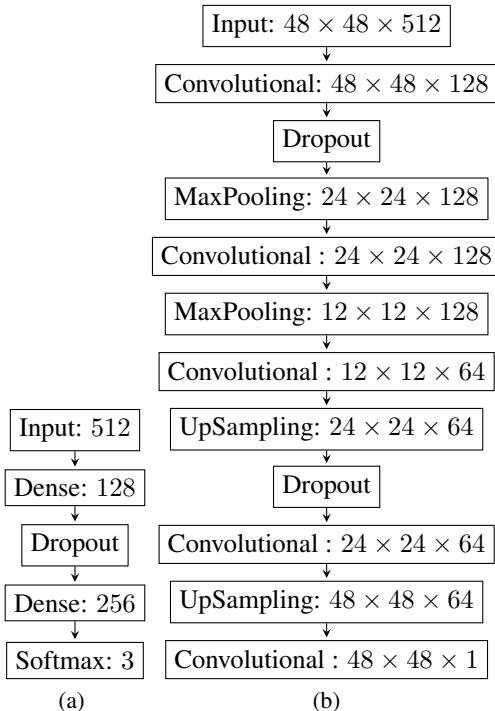 Input: 512
Dense: 128
Dropout
Dense: 256
Softmax: 3
(a)
Input: 48 × 48 × 512
Convolutional: 48 × 48 × 128
Dropout
MaxPooling: 24 × 24 × 128
Convolutional : 24 × 24 × 128
MaxPooling: 12 × 12 × 128
Convolutional : 12 × 12 × 64
UpSampling: 24 × 24 × 64
Dropout
Convolutional : 24 × 24 × 64
UpSampling: 48 × 48 × 64
Convolutional : 48 × 48 × 1
(b)